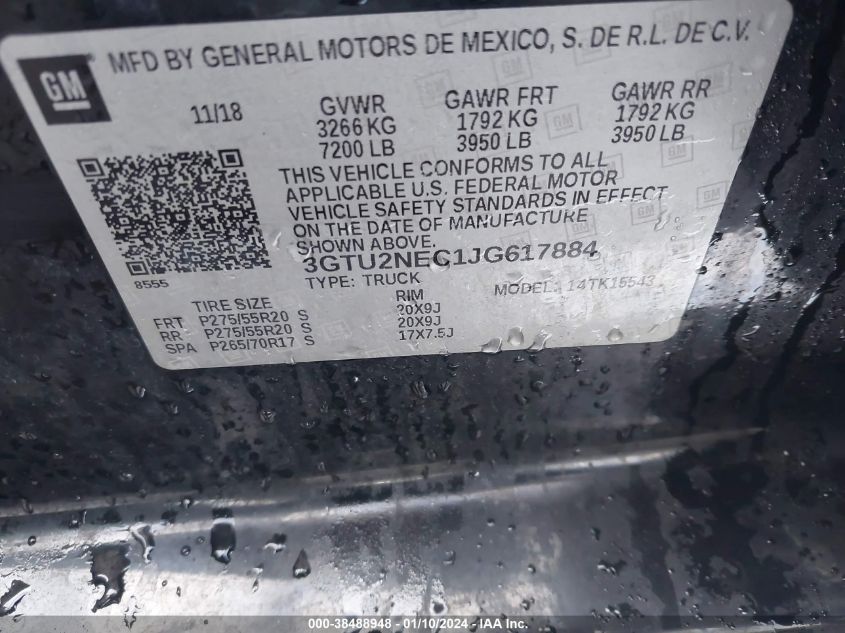 GM
MFD BY GENERAL MOTORS DE MEXICO, S. DE R.L. DE C.V.
11/18 GVWR GAWR FRT GAWR RR
3266 KG 1792 KG 1792 KG
7200 LB 3950 LB 3950 LB
THIS VEHICLE CONFORMS TO ALL
APPLICABLE U.S. FEDERAL MOTOR
VEHICLE SAFETY STANDARDS IN EFFECT
ON THE DATE OF MANUFACTURE
SHOWN ABOVE.
8555
3GTU2NEC1JG617884
TYPE: TRUCK MODEL: 14TK15543
TIRE SIZE RIM
FRT P275/55R20 S 20X9J
RR P275/55R20 S 20X9J
SPA P265/70R17 S 17X7.5J
000-38488948 - 01/10/2024 - IAA Inc.